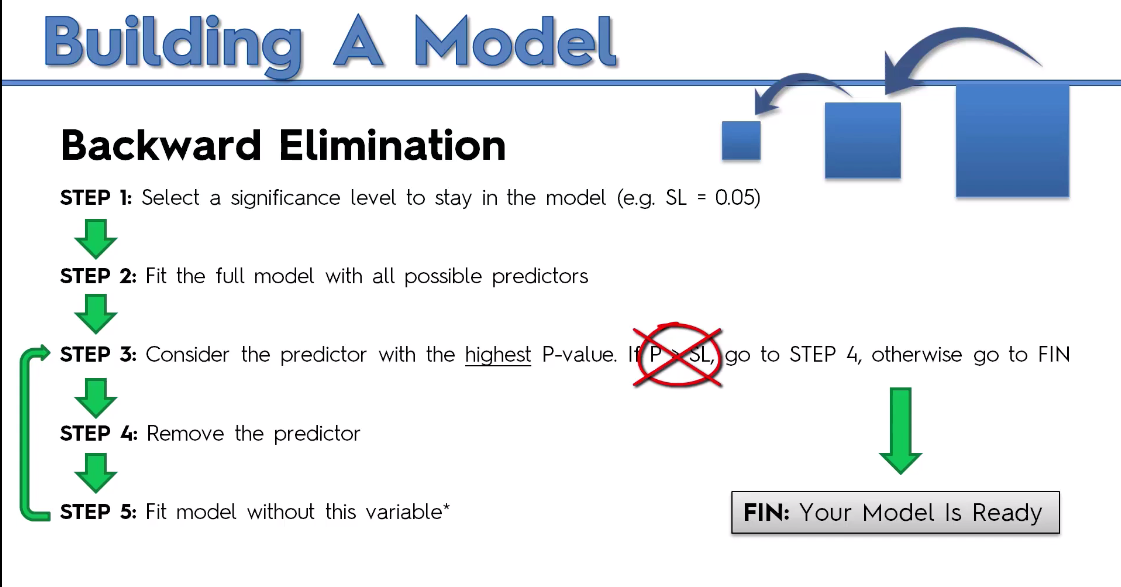 Building A Model
Backward Elimination
STEP 1: Select a significance level to stay in the model (e.g. SL = 0.05)
STEP 2: Fit the full model with all possible predictors
STEP 3: Consider the predictor with the highest P-value. If P > SL, go to STEP 4, otherwise go to FIN
STEP 4: Remove the predictor
STEP 5: Fit model without this variable*
FIN: Your Model Is Ready